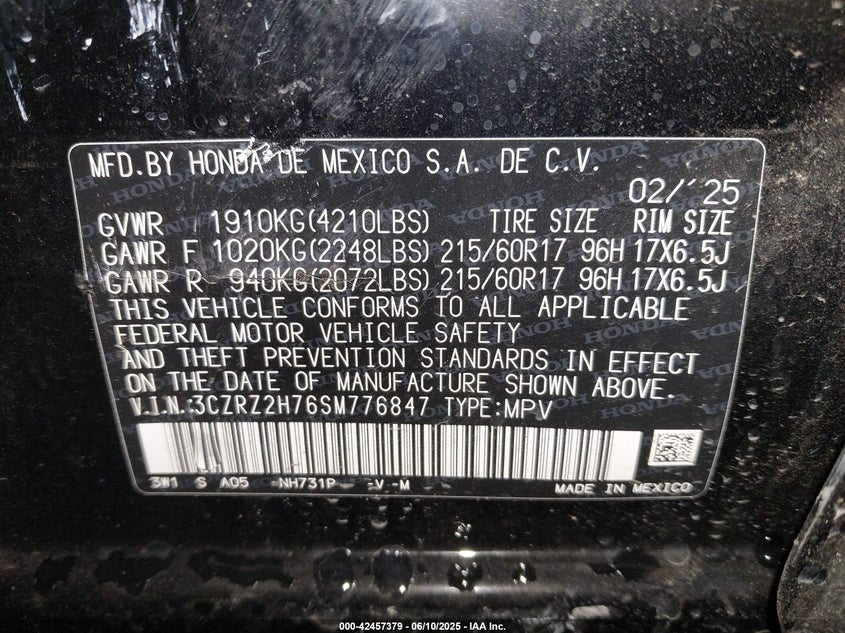 MFD.BY HONDA DE MEXICO S.A. DE C.V.
02/'25
GVWR 1910KG(4210LBS) TIRE SIZE RIM SIZE
GAWR F 1020KG(2248LBS) 215/60R17 96H 17X6.5J
GAWR R 940KG(2072LBS) 215/60R17 96H 17X6.5J
THIS VEHICLE CONFORMS TO ALL APPLICABLE
FEDERAL MOTOR VEHICLE SAFETY
AND THEFT PREVENTION STANDARDS IN EFFECT
ON THE DATE OF MANUFACTURE SHOWN ABOVE.
V.I.N.:3CZRZ2H76SM776847 TYPE:MPV
3W1 S A05 -NH731P -V -M
MADE IN MEXICO
000-42457379 - 06/10/2025 - IAA Inc.